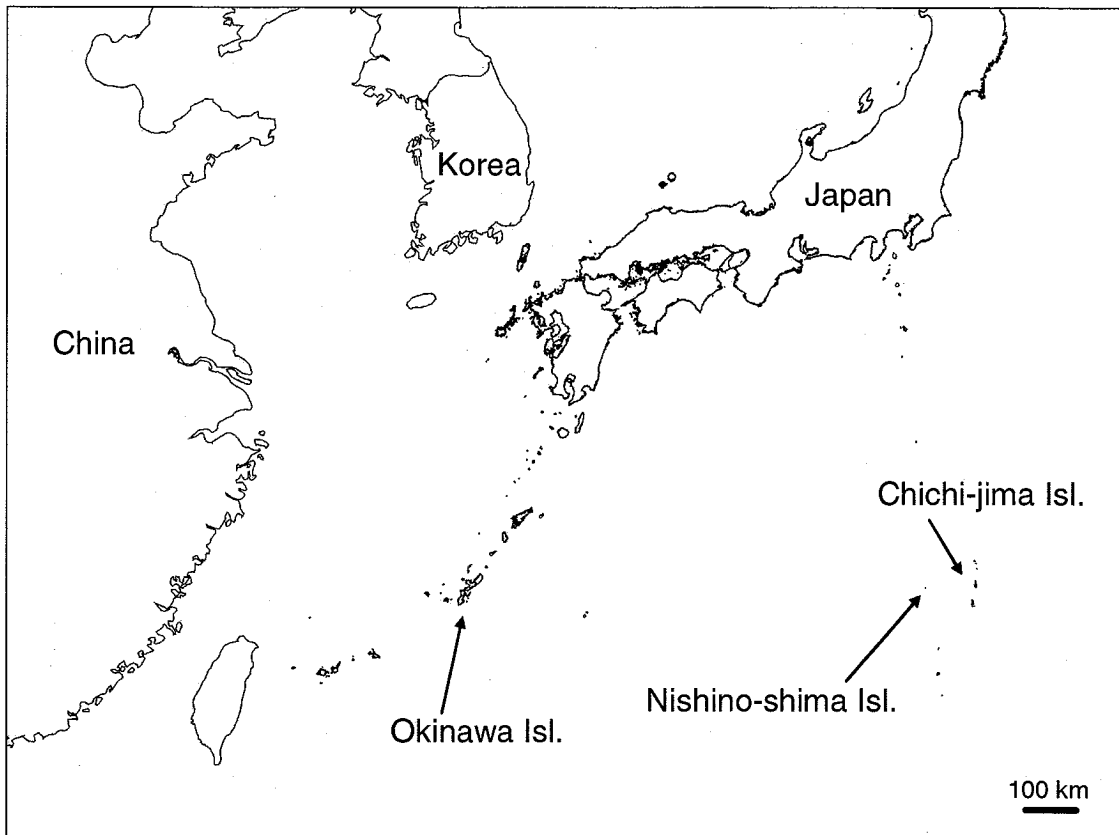 Korea
Japan
China
Chichi-jima Isl.
Nishino-shima Isl.
Okinawa Isl.
100 km